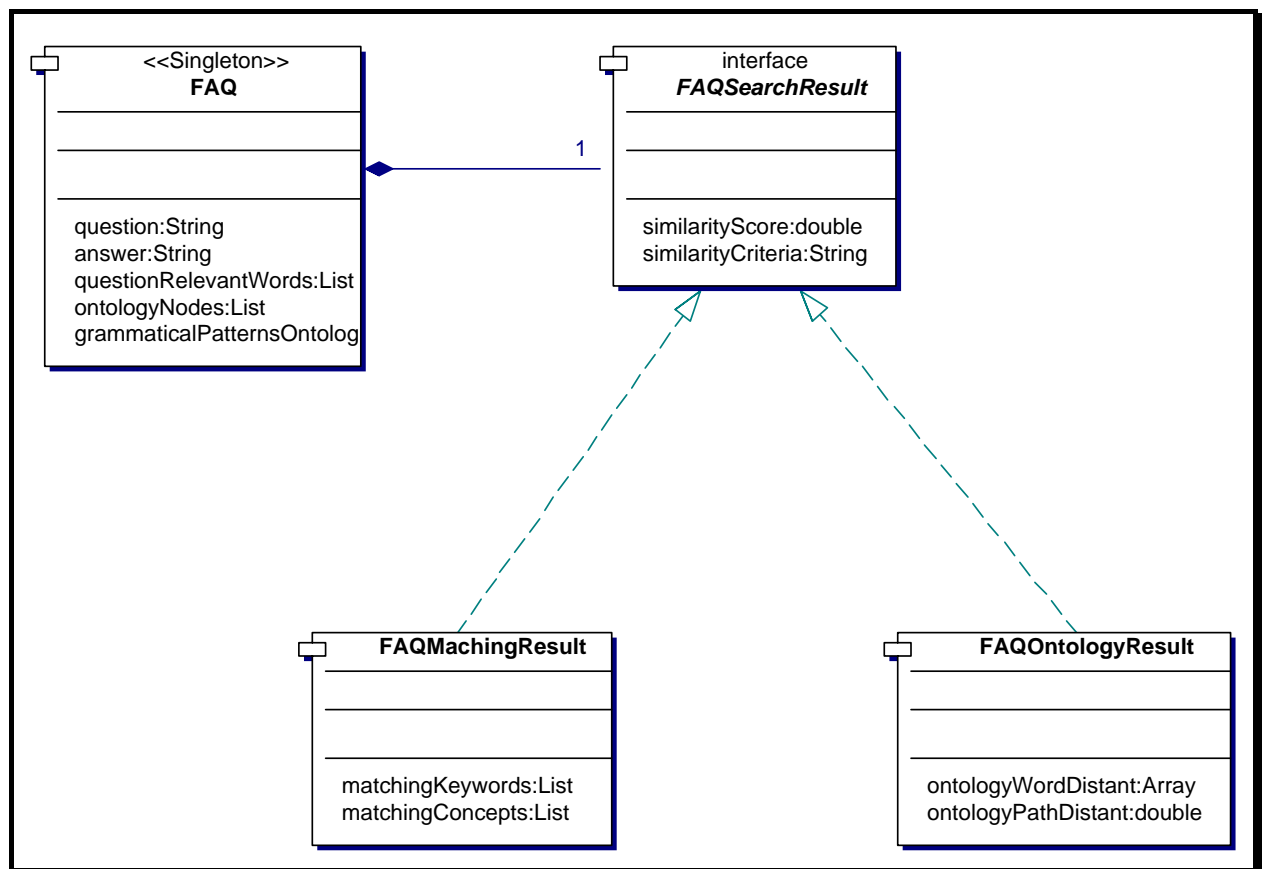 <<Singleton>>
FAQ
question:String
answer:String
questionRelevantWords:List
ontologyNodes:List
grammaticalPatternsOntolog
1
interface
FAQSearchResult
similarityScore:double
similarityCriteria:String
FAQMachingResult
matchingKeywords:List
matchingConcepts:List
FAQOntologyResult
ontologyWordDistant:Array
ontologyPathDistant:double